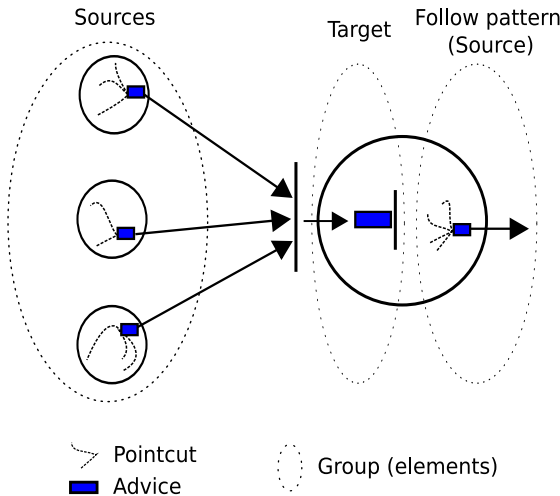 Sources
Target
Follow pattern
(Source)
Pointcut
Advice
Group (elements)